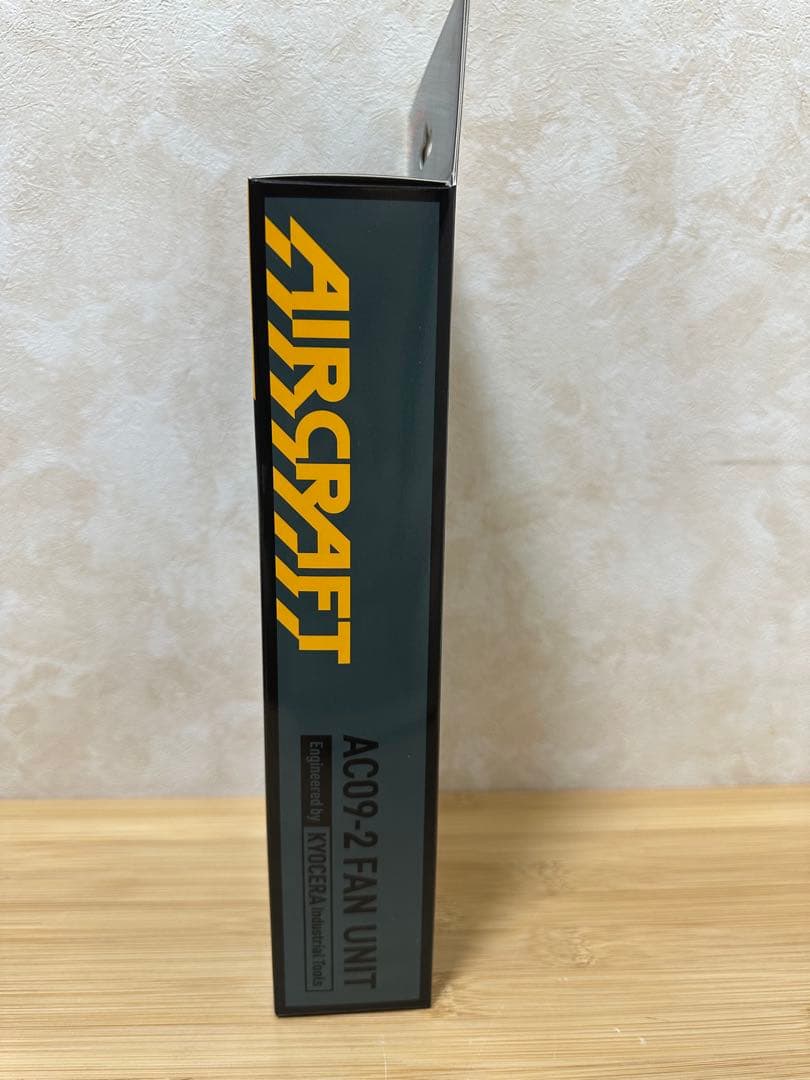 AIRCRAFT
AC09-2 FAN UNIT
Engineered by KYOCERA Industrial Tools